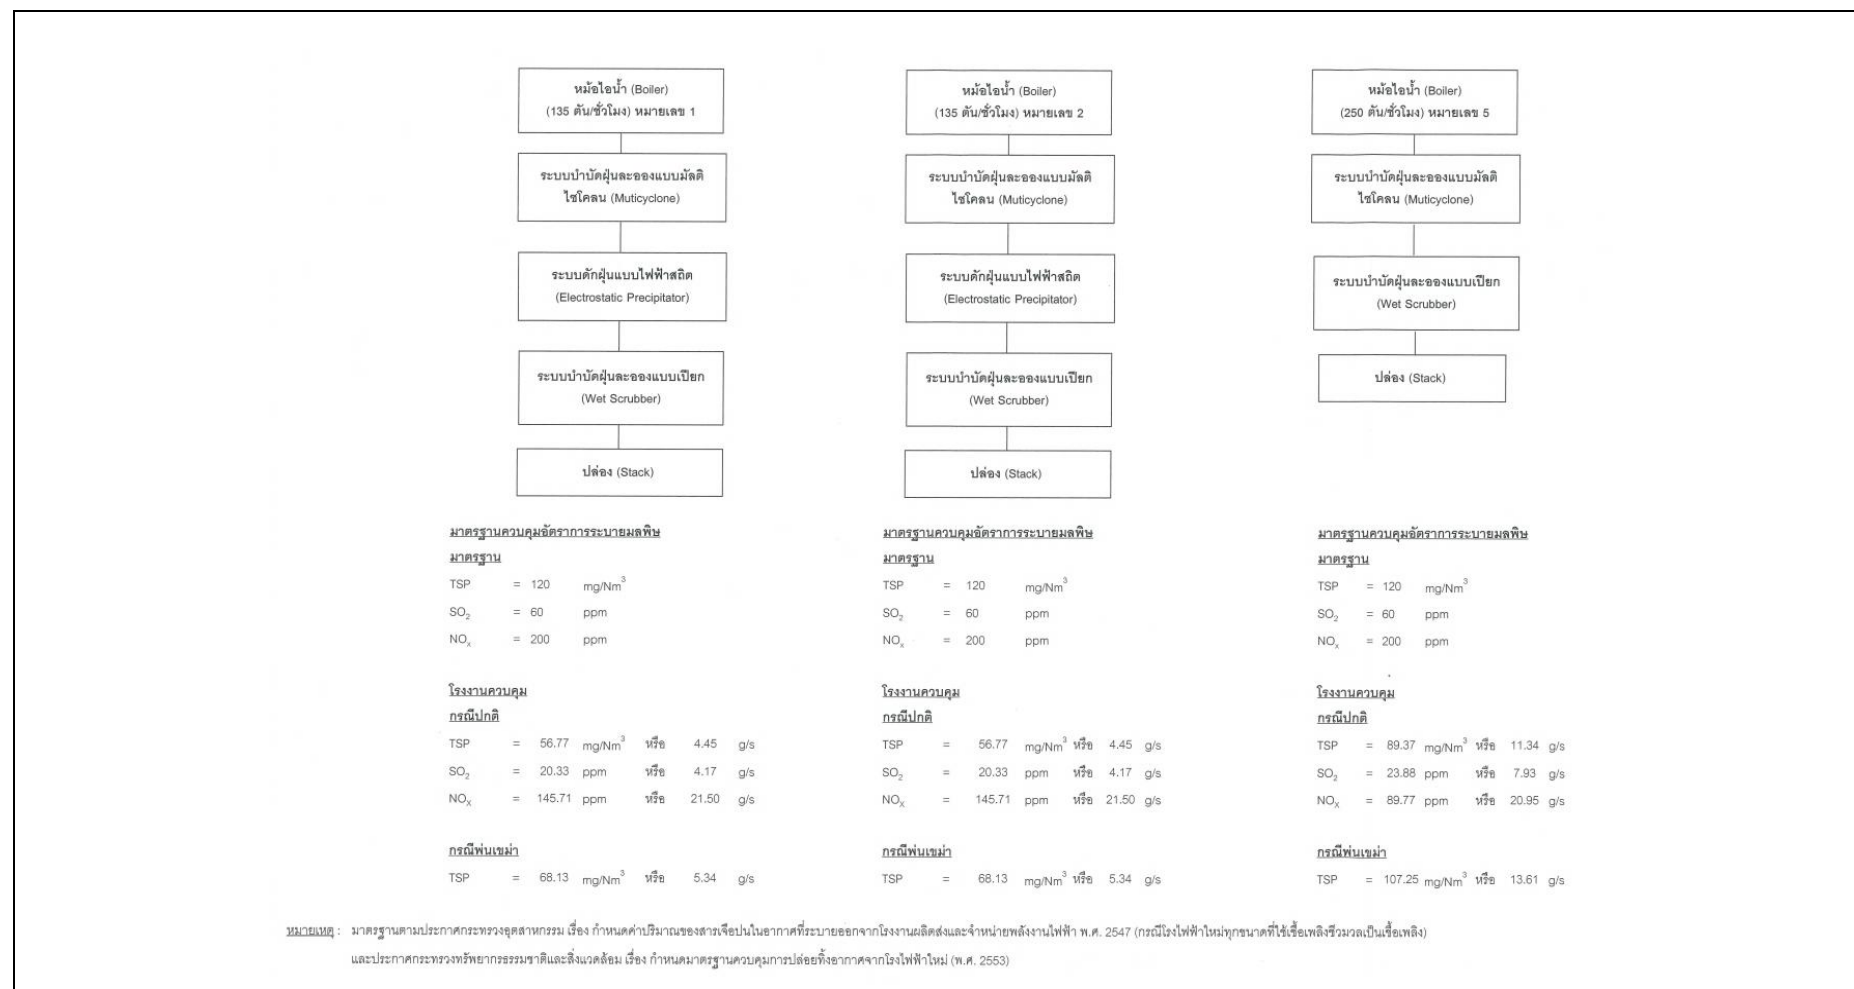 หม้อไอน้ำ (Boiler)
(135 ตัน/ชั่วโมง) หมายเลข 1
ระบบบำบัดฝุ่นละอองแบบมัลติ
ไซโคลน (Muticyclone)
ระบบดักฝุ่นแบบไฟฟ้าสถิต
(Electrostatic Precipitator)
ระบบบำบัดฝุ่นละอองแบบเปียก
(Wet Scrubber)
ปล่อง (Stack)
มาตรฐานควบคุมอัตราการระบายมลพิษ
มาตรฐาน
TSP = 120 mg/Nm³
SO₂ = 60 ppm
NOₓ = 200 ppm
โรงงานควบคุม
กรณีปกติ
TSP = 56.77 mg/Nm³ หรือ 4.45 g/s
SO₂ = 20.33 ppm หรือ 4.17 g/s
NOₓ = 145.71 ppm หรือ 21.50 g/s
กรณีพ่นเขม่า
TSP = 68.13 mg/Nm³ หรือ 5.34 g/s
หม้อไอน้ำ (Boiler)
(135 ตัน/ชั่วโมง) หมายเลข 2
ระบบบำบัดฝุ่นละอองแบบมัลติ
ไซโคลน (Muticyclone)
ระบบดักฝุ่นแบบไฟฟ้าสถิต
(Electrostatic Precipitator)
ระบบบำบัดฝุ่นละอองแบบเปียก
(Wet Scrubber)
ปล่อง (Stack)
มาตรฐานควบคุมอัตราการระบายมลพิษ
มาตรฐาน
TSP = 120 mg/Nm³
SO₂ = 60 ppm
NOₓ = 200 ppm
โรงงานควบคุม
กรณีปกติ
TSP = 56.77 mg/Nm³ หรือ 4.45 g/s
SO₂ = 20.33 ppm หรือ 4.17 g/s
NOₓ = 145.71 ppm หรือ 21.50 g/s
กรณีพ่นเขม่า
TSP = 68.13 mg/Nm³ หรือ 5.34 g/s
หม้อไอน้ำ (Boiler)
(250 ตัน/ชั่วโมง) หมายเลข 5
ระบบบำบัดฝุ่นละอองแบบมัลติ
ไซโคลน (Muticyclone)
ระบบบำบัดฝุ่นละอองแบบเปียก
(Wet Scrubber)
ปล่อง (Stack)
มาตรฐานควบคุมอัตราการระบายมลพิษ
มาตรฐาน
TSP = 120 mg/Nm³
SO₂ = 60 ppm
NOₓ = 200 ppm
โรงงานควบคุม
กรณีปกติ
TSP = 89.37 mg/Nm³ หรือ 11.34 g/s
SO₂ = 23.88 ppm หรือ 7.93 g/s
NOₓ = 89.77 ppm หรือ 20.95 g/s
กรณีพ่นเขม่า
TSP = 107.25 mg/Nm³ หรือ 13.61 g/s
หมายเหตุ : มาตรฐานตามประกาศกระทรวงอุตสาหกรรม เรื่อง กำหนดค่าปริมาณของสารเจือปนในอากาศที่ระบายออกจากโรงงานผลิตส่งและจำหน่ายพลังงานไฟฟ้า พ.ศ. 2547 (กรณีโรงไฟฟ้าใหม่ทุกขนาดที่ใช้เชื้อเพลิงชีวมวลเป็นเชื้อเพลิง)
และประกาศกระทรวงทรัพยากรธรรมชาติและสิ่งแวดล้อม เรื่อง กำหนดมาตรฐานควบคุมการปล่อยทิ้งอากาศจากโรงไฟฟ้าใหม่ (พ.ศ. 2553)